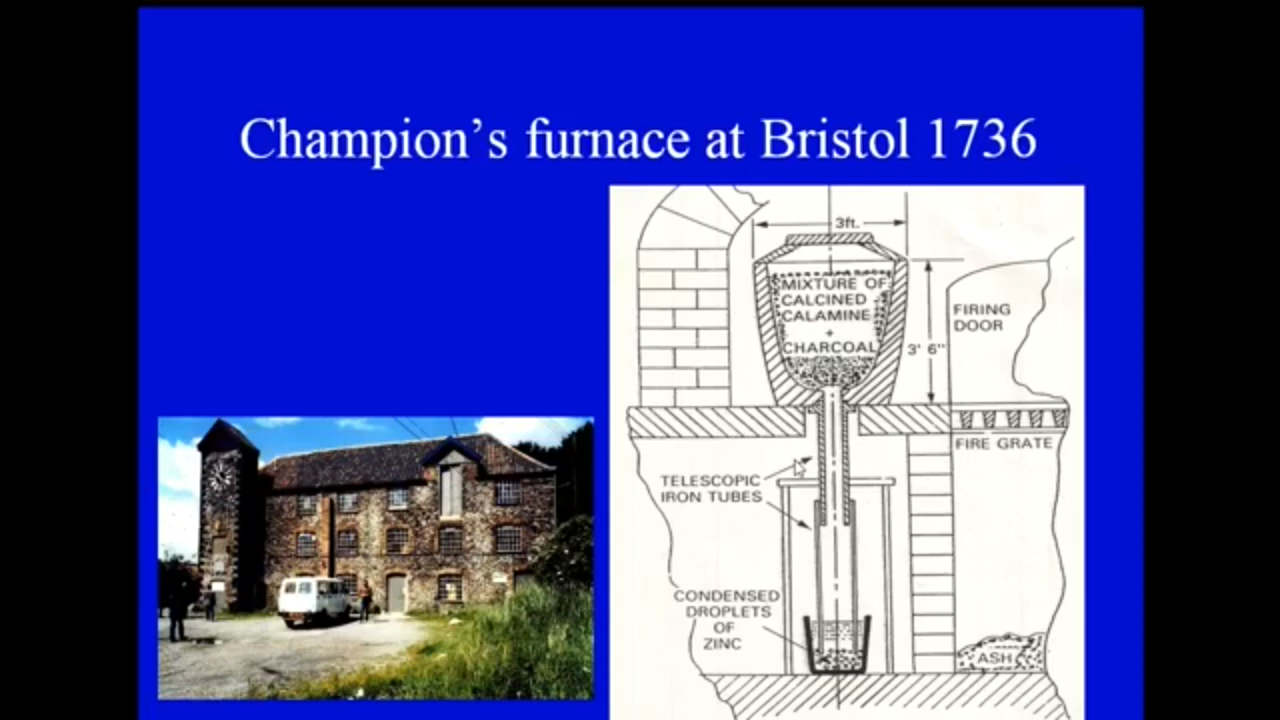 Champion's furnace at Bristol 1736
3ft.
MIXTURE OF
CALCINED
CALAMINE
+
CHARCOAL
3' 6"
FIRING
DOOR
FIRE GRATE
TELESCOPIC
IRON TUBES
CONDENSED
DROPLETS
OF
ZINC
ASH